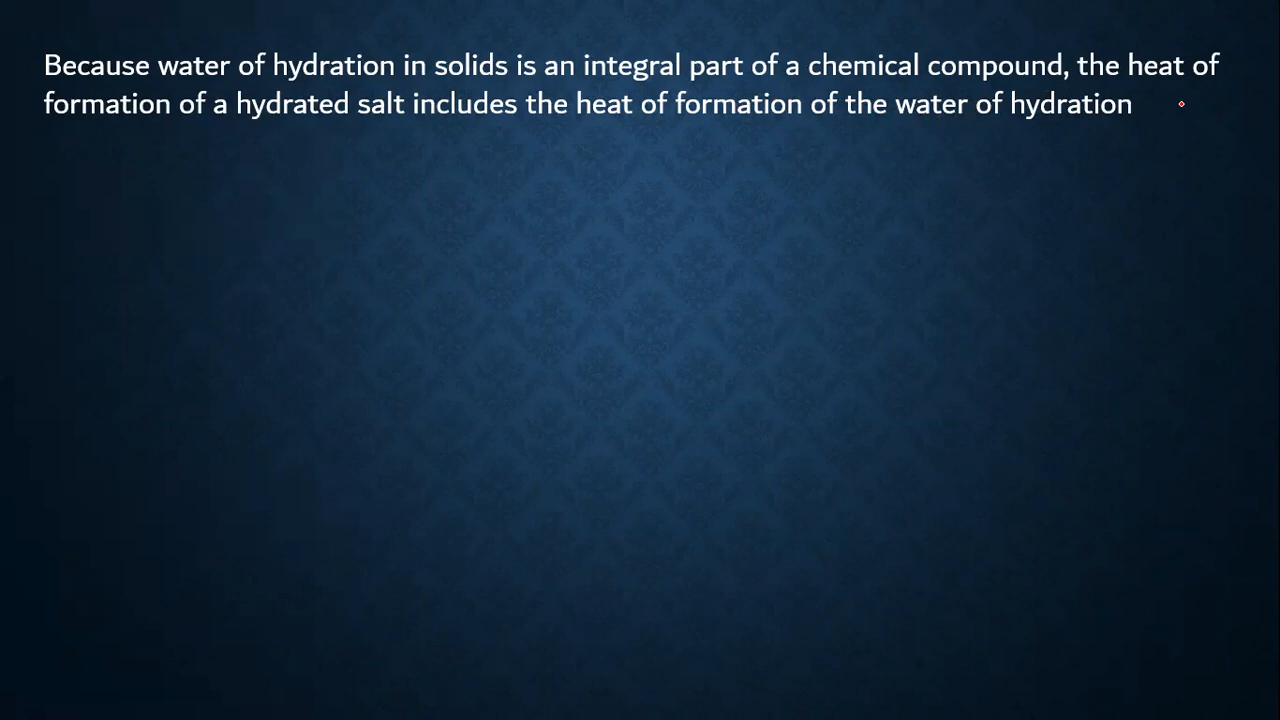 Because water of hydration in solids is an integral part of a chemical compound, the heat of
formation of a hydrated salt includes the heat of formation of the water of hydration